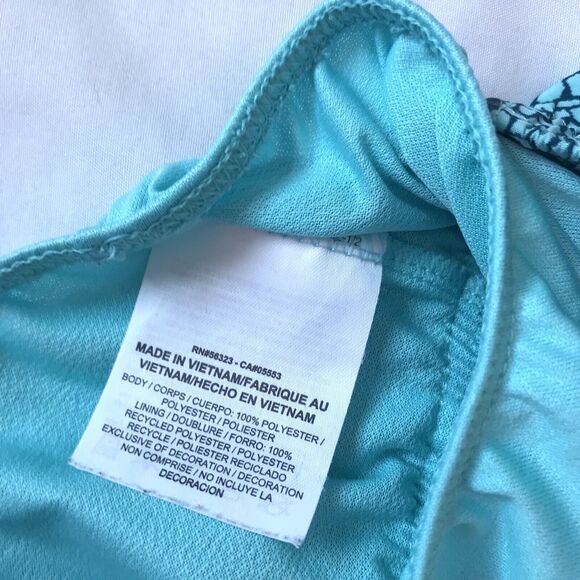 RN#56323 - CA#05553
MADE IN VIETNAM/FABRIQUE AU
VIETNAM/HECHO EN VIETNAM
BODY / CORPS / CUERPO: 100% POLYESTER /
POLYESTER / POLIESTER
LINING / DOUBLURE / FORRO: 100%
RECYCLED POLYESTER / POLYESTER
RECYCLE / POLIESTER RECICLADO
EXCLUSIVE OF DECORATION / DECORATION
NON COMPRISE / NO INCLUYE LA
DECORACION